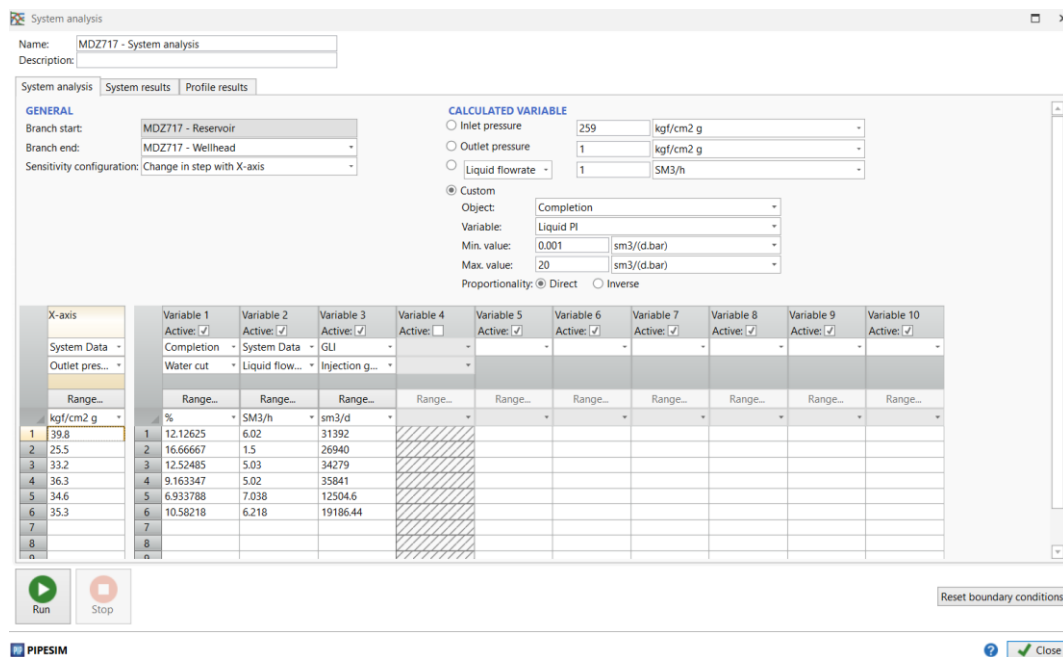 System analysis
Name: MDZ717 - System analysis
Description:
System analysis System results Profile results
GENERAL
Branch start: MDZ717 - Reservoir
Branch end: MDZ717 - Wellhead
Sensitivity configuration: Change in step with X-axis
CALCULATED VARIABLE
Inlet pressure 259 kgf/cm2 g
Outlet pressure 1 kgf/cm2 g
Liquid flowrate 1 SM3/h
Custom
Object: Completion
Variable: Liquid PI
Min. value: 0.001 sm3/(d.bar)
Max. value: 20 sm3/(d.bar)
Proportionality: Direct Inverse
X-axis Variable 1 Variable 2 Variable 3 Variable 4 Variable 5 Variable 6 Variable 7 Variable 8 Variable 9 Variable 10
Active: Active: Active: Active: Active: Active: Active: Active: Active: Active:
System Data Completion System Data GLI
Outlet pres... Water cut Liquid flow... Injection g...
Range... Range... Range... Range... Range... Range... Range... Range... Range... Range... Range...
kgf/cm2 g % SM3/h sm3/d
1 39.8 1 12.12625 6.02 31392
2 25.5 2 16.66667 1.5 26940
3 33.2 3 12.52485 5.03 34279
4 36.3 4 9.163347 5.02 35841
5 34.6 5 6.933788 7.038 12504.6
6 35.3 6 10.58218 6.218 19186.44
7 7
8 8
9 9
Run Stop
Reset boundary conditions
PIPESIM
? Close